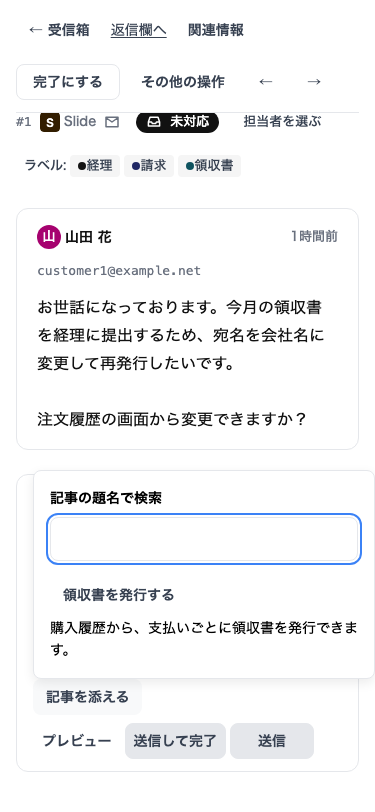 ← 受信箱 返信欄へ 関連情報
完了にする その他の操作 ← →
#1 S Slide 未対応 担当者を選ぶ
ラベル: 経理 請求 領収書
山 山田 花 1時間前
customer1@example.net
お世話になっております。今月の領収書
を経理に提出するため、宛名を会社名に
変更して再発行したいです。
注文履歴の画面から変更できますか？
記事の題名で検索
領収書を発行する
購入履歴から、支払いごとに領収書を発行できま
す。
記事を添える
プレビュー 送信して完了 送信